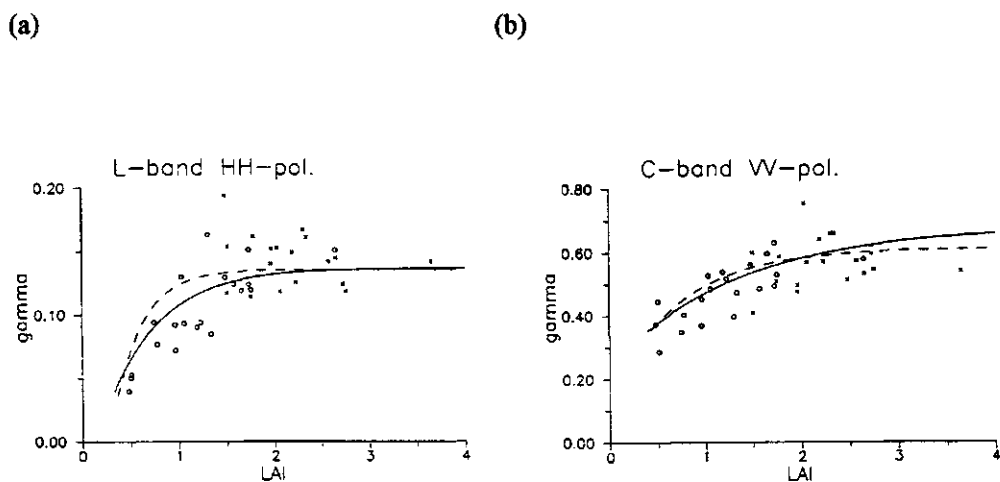 (a)
(b)
L-band HH-pol.
C-band VV-pol.
0.20
0.10
0.00
gamma
0 1 2 3 4
LAI
0.80
0.60
0.40
0.20
0.00
gamma
0 1 2 3 4
LAI